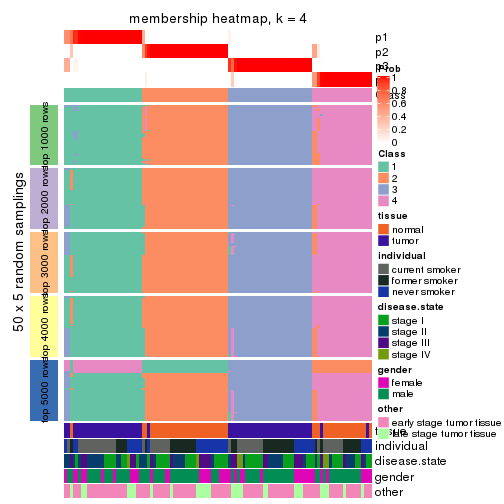 membership heatmap, k = 4
p1
p2
p3
Prob
1
0.8
0.6
0.4
0.2
0
Class
1
2
3
4
tissue
normal
tumor
individual
current smoker
former smoker
never smoker
disease.state
stage I
stage II
stage III
stage IV
gender
female
male
other
early stage tumor tissue
late stage tumor tissue
50 x 5 random samplings
top 1000 rows
top 2000 rows
top 3000 rows
top 4000 rows
top 5000 rows
tissue
individual
disease.state
gender
other